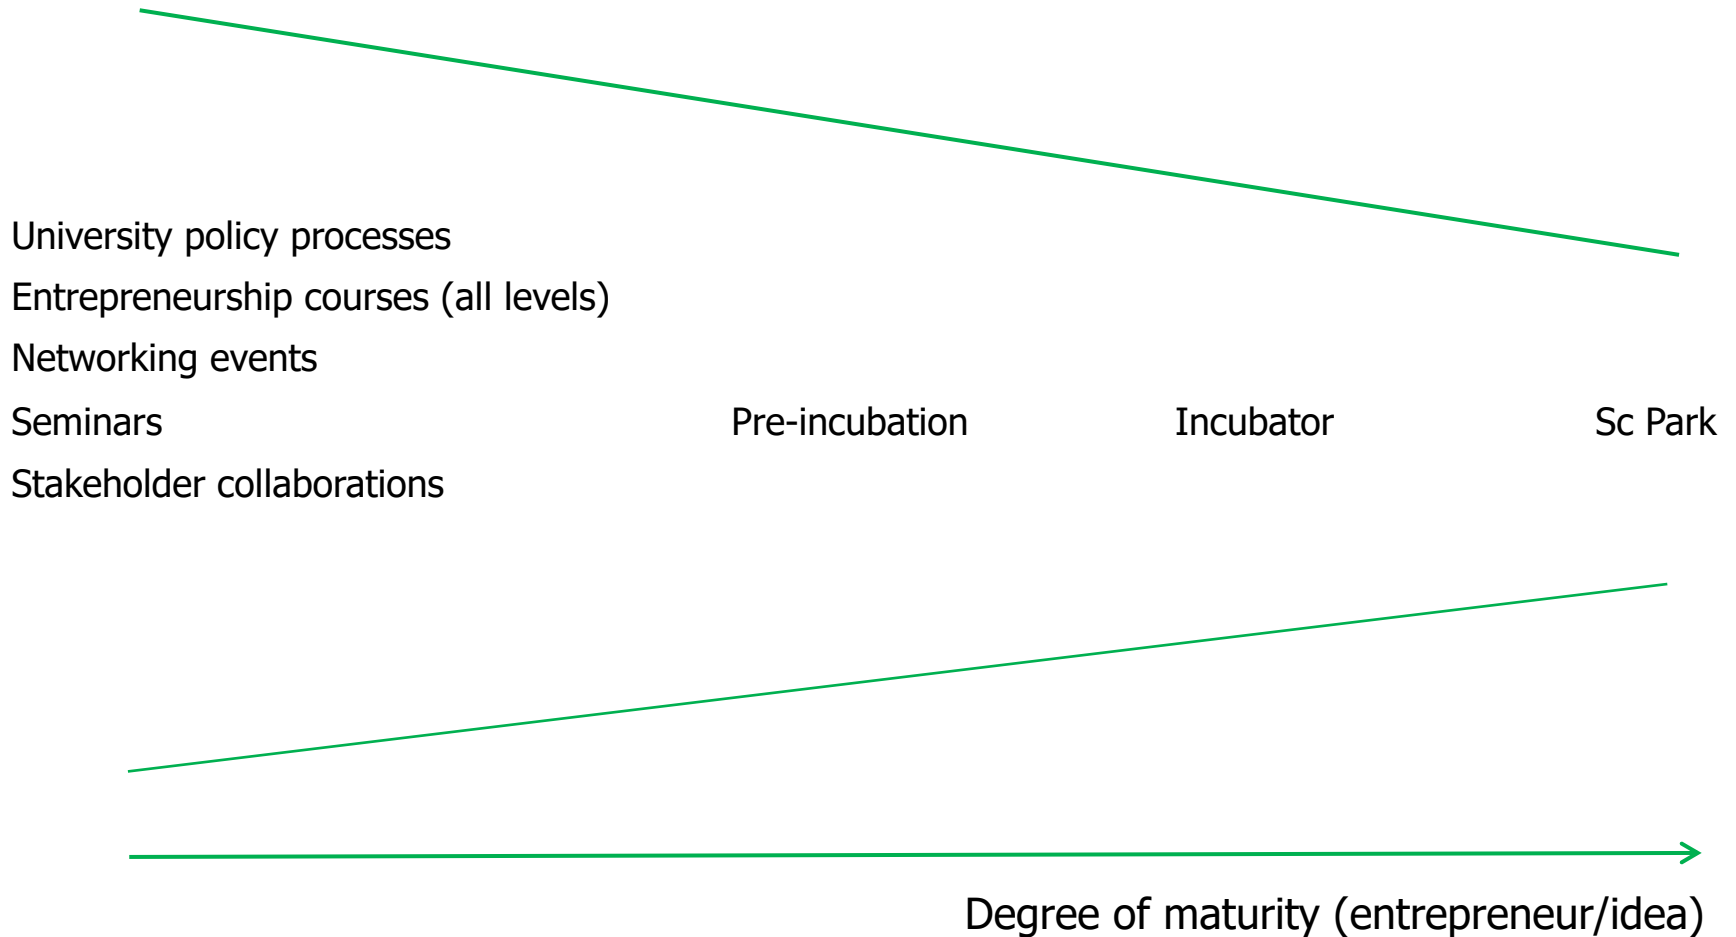 University policy processes
Entrepreneurship courses (all levels)
Networking events
Seminars
Pre-incubation
Incubator
Sc Park
Stakeholder collaborations
Degree of maturity (entrepreneur/idea)